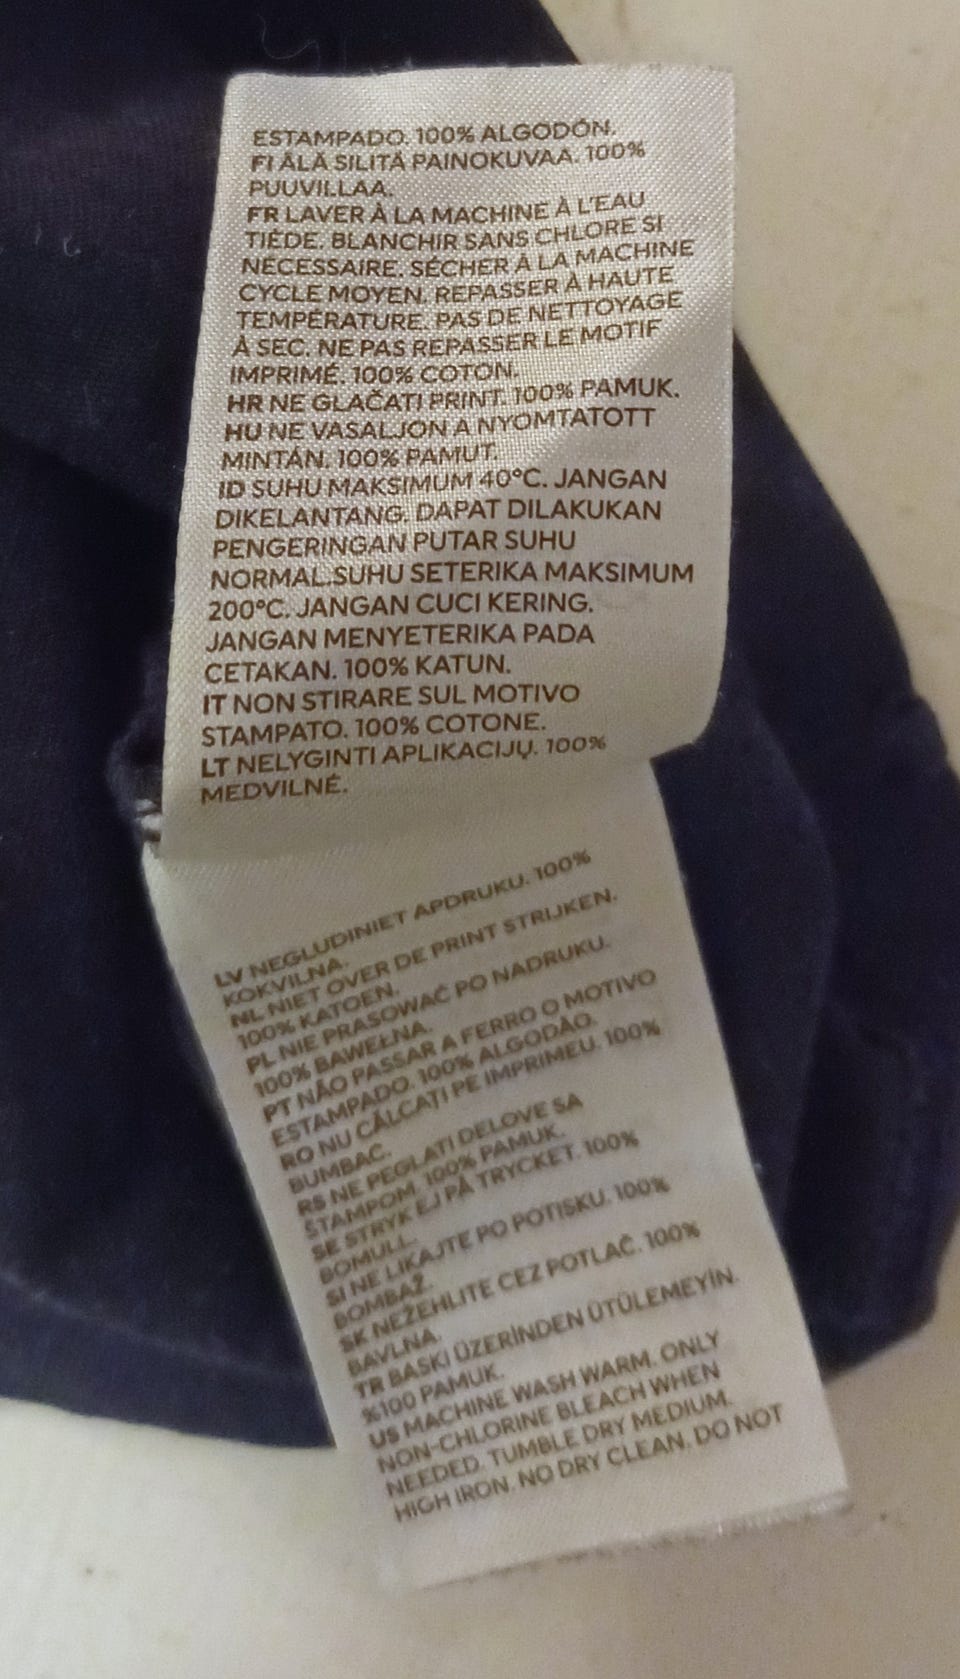 ESTAMPADO. 100% ALGODÓN.
FI ÄLÄ SILITÄ PAINOKUVAA. 100%
PUUVILLAA.
FR LAVER À LA MACHINE À L'EAU
TIÈDE. BLANCHIR SANS CHLORE SI
NÉCESSAIRE. SÉCHER À LA MACHINE
CYCLE MOYEN. REPASSER À HAUTE
TEMPÉRATURE. PAS DE NETTOYAGE
À SEC. NE PAS REPASSER LE MOTIF
IMPRIMÉ. 100% COTON.
HR NE GLAČATI PRINT. 100% PAMUK.
HU NE VASALJON A NYOMTATOTT
MINTÁN. 100% PAMUT.
ID SUHU MAKSIMUM 40°C. JANGAN
DIKELANTANG. DAPAT DILAKUKAN
PENGERINGAN PUTAR SUHU
NORMAL.SUHU SETERIKA MAKSIMUM
200°C. JANGAN CUCI KERING.
JANGAN MENYETERIKA PADA
CETAKAN. 100% KATUN.
IT NON STIRARE SUL MOTIVO
STAMPATO. 100% COTONE.
LT NELYGINTI APLIKACIJŲ. 100%
MEDVILNĖ.
LV NEGLUDINIET APDRUKU. 100%
KOKVILNA.
NL NIET OVER DE PRINT STRIJKEN.
100% KATOEN.
PL NIE PRASOWAĆ PO NADRUKU.
100% BAWEŁNA.
PT NÃO PASSAR A FERRO O MOTIVO
ESTAMPADO. 100% ALGODÃO.
RO NU CĂLCAȚI PE IMPRIMEU. 100%
BUMBAC.
RS NE PEGLATI DELOVE SA
ŠTAMPOM. 100% PAMUK.
SE STRYK EJ PÅ TRYCKET. 100%
BOMULL.
SI NE LIKAJTE PO POTISKU. 100%
BOMBAŽ.
SK NEŽEHLITE CEZ POTLAČ. 100%
BAVLNA.
TR BASKI ÜZERİNDEN ÜTÜLEMEYİN.
%100 PAMUK.
US MACHINE WASH WARM. ONLY
NON-CHLORINE BLEACH WHEN
NEEDED. TUMBLE DRY MEDIUM.
HIGH IRON. NO DRY CLEAN. DO NOT